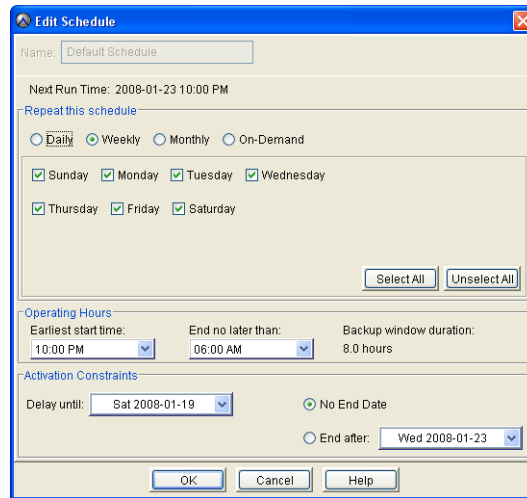 Edit Schedule
Name: Default Schedule
Next Run Time: 2008-01-23 10:00 PM
Repeat this schedule
Daily Weekly Monthly On-Demand
Sunday Monday Tuesday Wednesday
Thursday Friday Saturday
Select All Unselect All
Operating Hours
Earliest start time: End no later than: Backup window duration:
10:00 PM 06:00 AM 8.0 hours
Activation Constraints
Delay until: Sat 2008-01-19 No End Date
End after: Wed 2008-01-23
OK Cancel Help